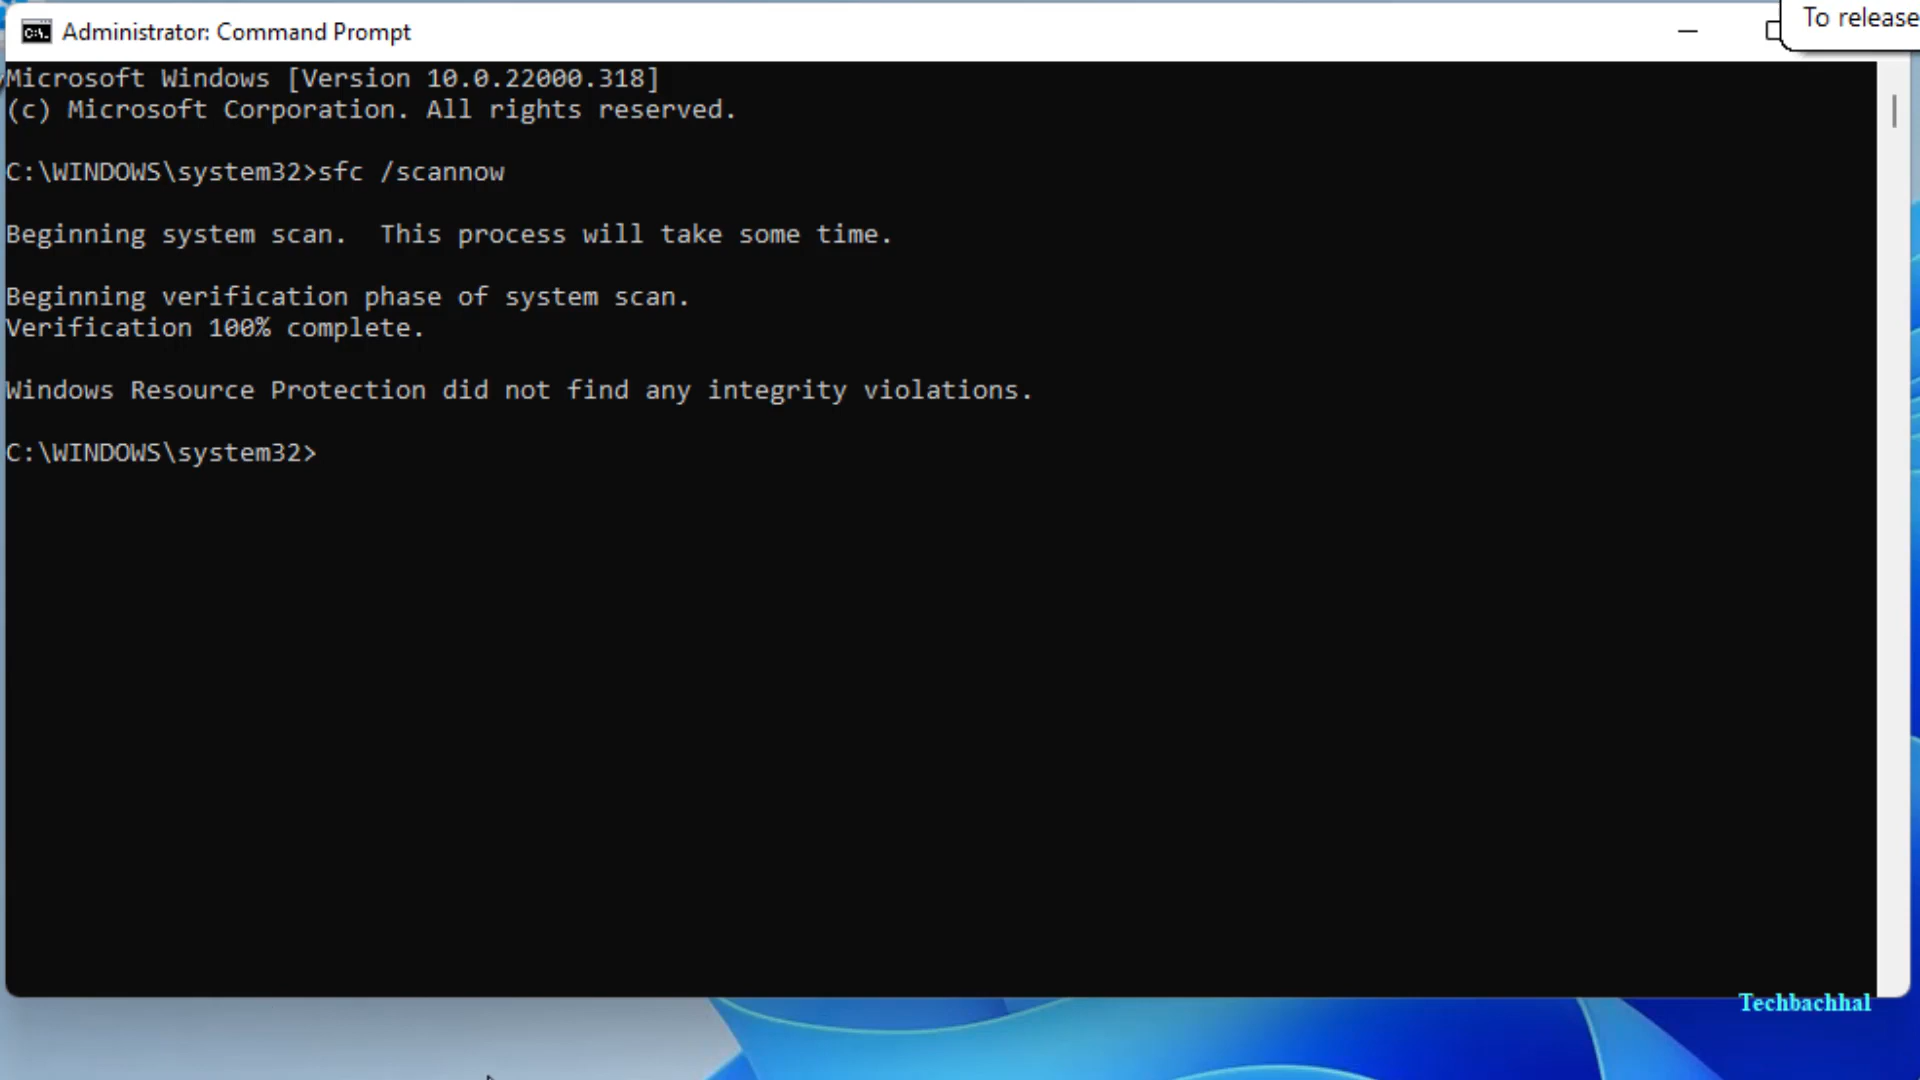 To release
Administrator: Command Prompt
Microsoft Windows [Version 10.0.22000.318]
(c) Microsoft Corporation. All rights reserved.
C:\WINDOWS\system32>sfc /scannow
Beginning system scan.  This process will take some time.
Beginning verification phase of system scan.
Verification 100% complete.
Windows Resource Protection did not find any integrity violations.
C:\WINDOWS\system32>
Techbachhal